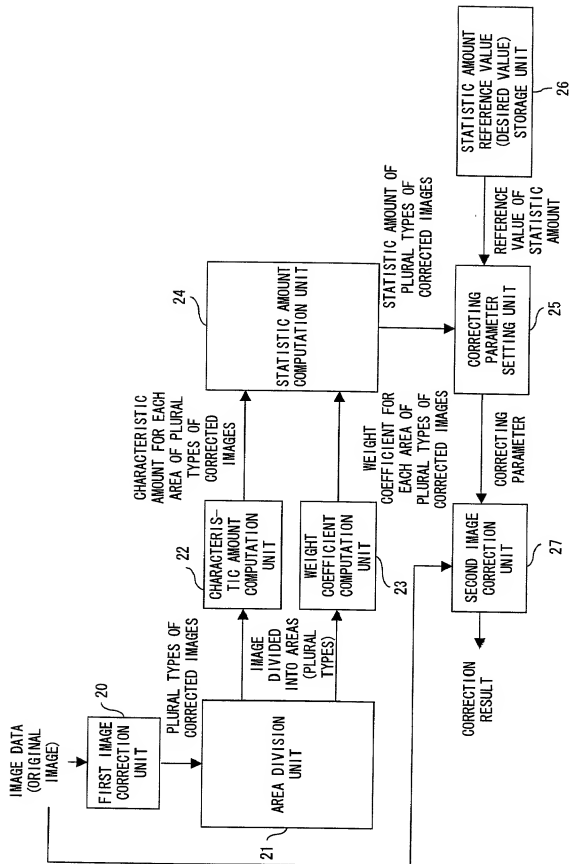 IMAGE DATA
(ORIGINAL
IMAGE)
20
FIRST IMAGE
CORRECTION
UNIT
PLURAL TYPES OF
CORRECTED IMAGES
AREA DIVISION
UNIT
21
IMAGE
DIVIDED
INTO AREAS
(PLURAL
TYPES)
22
CHARACTERIS-
TIC AMOUNT
COMPUTATION
UNIT
WEIGHT
COEFFICIENT
COMPUTATION
UNIT
23
CHARACTERISTIC
AMOUNT FOR EACH
AREA OF PLURAL
TYPES OF
CORRECTED
IMAGES
WEIGHT
COEFFICIENT FOR
EACH AREA OF
PLURAL TYPES OF
CORRECTED IMAGES
24
STATISTIC AMOUNT
COMPUTATION UNIT
STATISTIC AMOUNT OF
PLURAL TYPES OF
CORRECTED IMAGES
STATISTIC AMOUNT
REFERENCE VALUE
(DESIRED VALUE)
STORAGE UNIT
26
REFERENCE
VALUE OF
STATISTIC
AMOUNT
CORRECTING
PARAMETER
SETTING UNIT
25
CORRECTING
PARAMETER
SECOND IMAGE
CORRECTION
UNIT
27
CORRECTION
RESULT